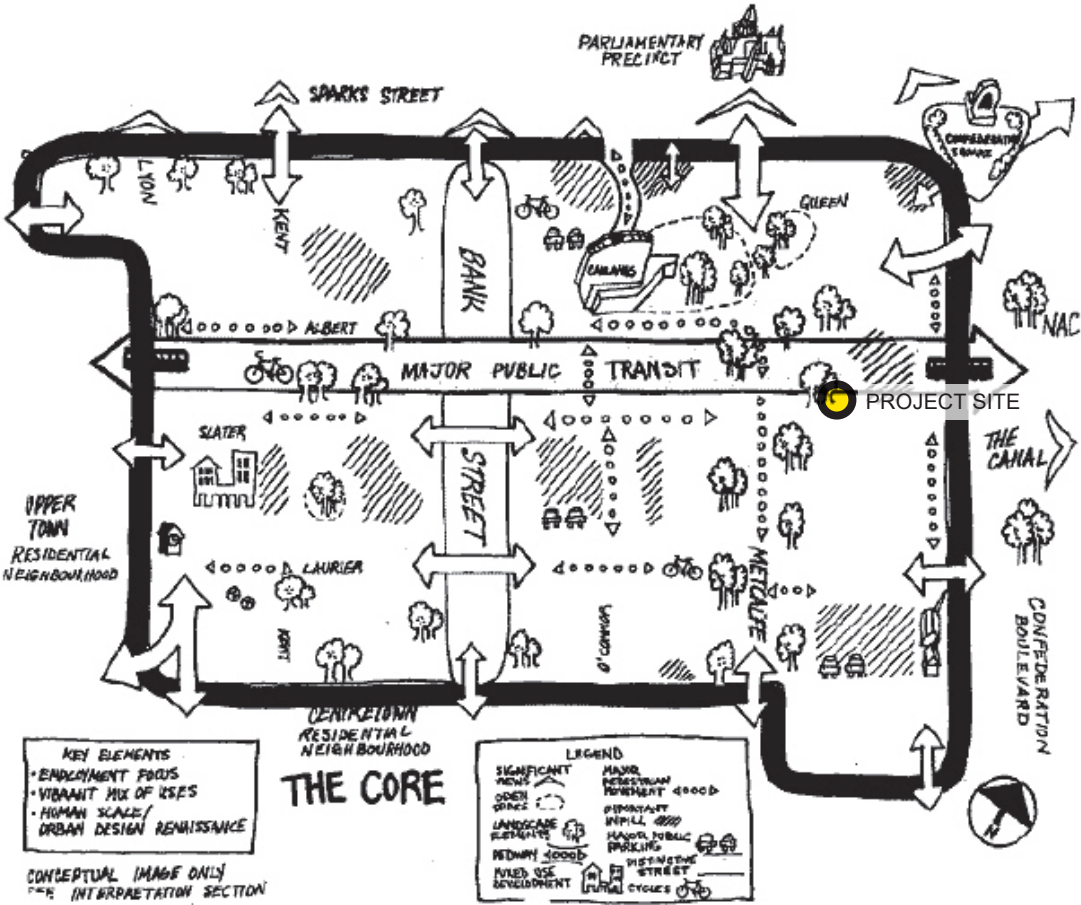 PARLIAMENTARY
PRECINCT
SPARKS STREET
CONFEDERATION
SQUARE
LYON
KENT
QUEEN
BANK
NAC
ALBERT
MAJOR PUBLIC TRANSIT
PROJECT SITE
SLATER
STREET
THE
CANAL
UPPER
TOWN
RESIDENTIAL
NEIGHBOURHOOD
LAURIER
METCALFE
KENT
O'CONNOR
CONFEDERATION
BOULEVARD
CENTRETOWN
RESIDENTIAL
NEIGHBOURHOOD
THE CORE
KEY ELEMENTS
• EMPLOYMENT FOCUS
• VIBRANT MIX OF USES
• HUMAN SCALE/
URBAN DESIGN RENAISSANCE
CONCEPTUAL IMAGE ONLY
INTERPRETATION SECTION
LEGEND
SIGNIFICANT
VIEWS
OPEN
SPACES
LANDSCAPE
ELEMENTS
PEDWAY
MIXED USE
DEVELOPMENT
MAJOR
PEDESTRIAN
MOVEMENT
IMPORTANT
INFILL
MAJOR PUBLIC
PARKING
DISTINCTIVE
STREET
CYCLES
N